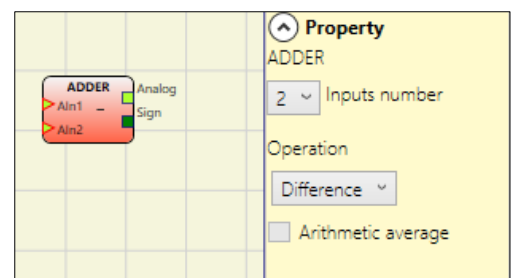 ADDER
AIn1 –
AIn2
Analog
Sign
Property
ADDER
2 Inputs number
Operation
Difference
Arithmetic average